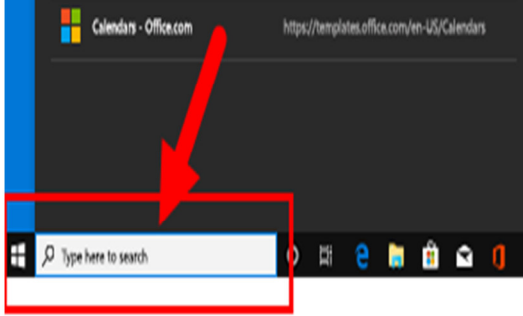 Calendars - Office.com https://templates.office.com/en-US/Calendars
Type here to search